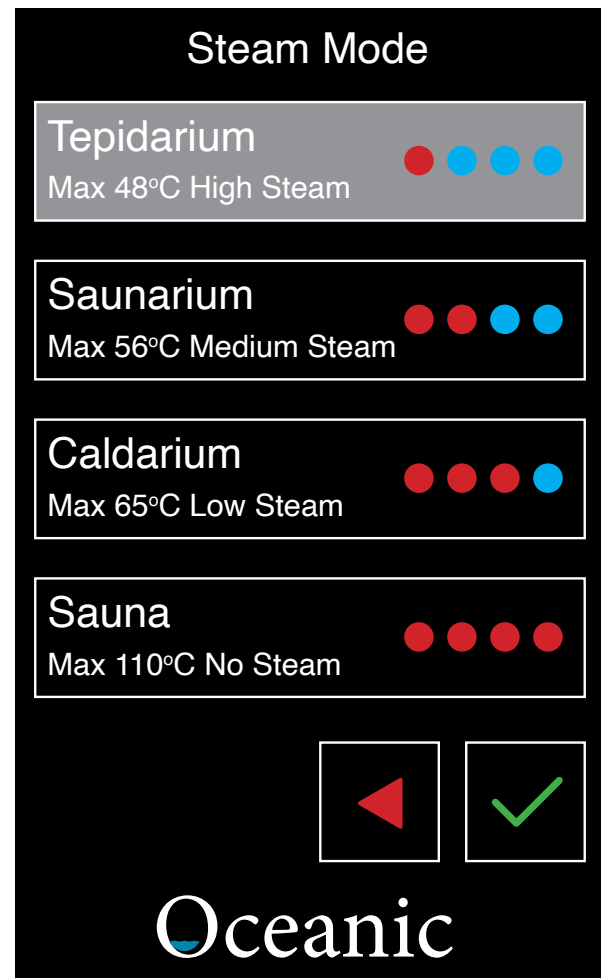 Steam Mode
Tepidarium
Max 48°C High Steam
Saunarium
Max 56°C Medium Steam
Caldarium
Max 65°C Low Steam
Sauna
Max 110°C No Steam
Oceanic